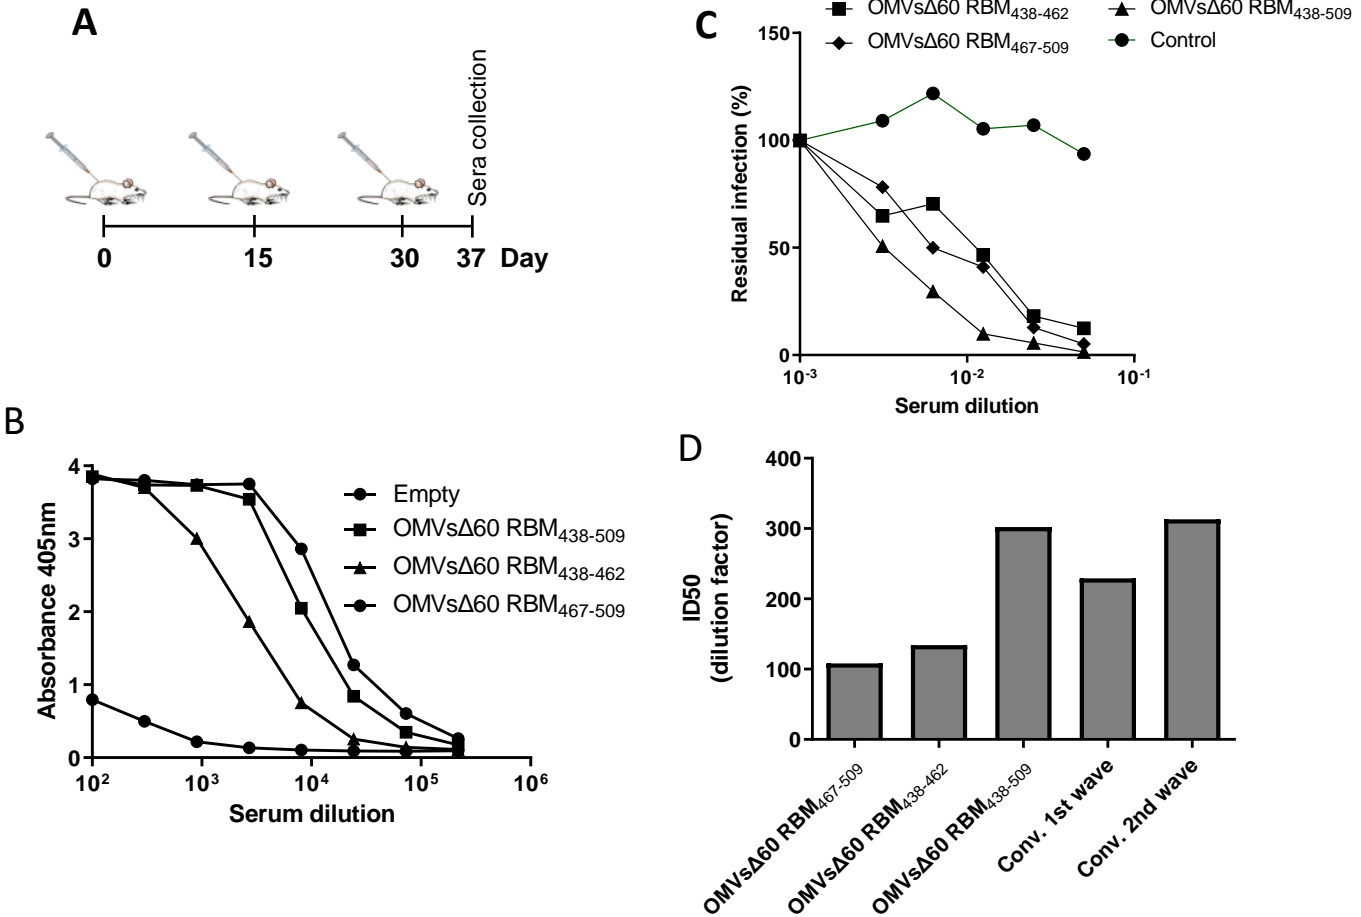 A
Sera collection
0 15 30 37 Day
B
Absorbance 405nm
4
3
2
1
0
10² 10³ 10⁴ 10⁵ 10⁶
Serum dilution
Empty
OMVsΔ60 RBM438-509
OMVsΔ60 RBM438-462
OMVsΔ60 RBM467-509
C
OMVsΔ60 RBM438-462
OMVsΔ60 RBM438-509
OMVsΔ60 RBM467-509
Control
Residual infection (%)
150
100
50
0
10⁻³ 10⁻² 10⁻¹
Serum dilution
D
ID50
(dilution factor)
400
300
200
100
0
OMVsΔ60 RBM467-509
OMVsΔ60 RBM438-462
OMVsΔ60 RBM438-509
Conv. 1st wave
Conv. 2nd wave